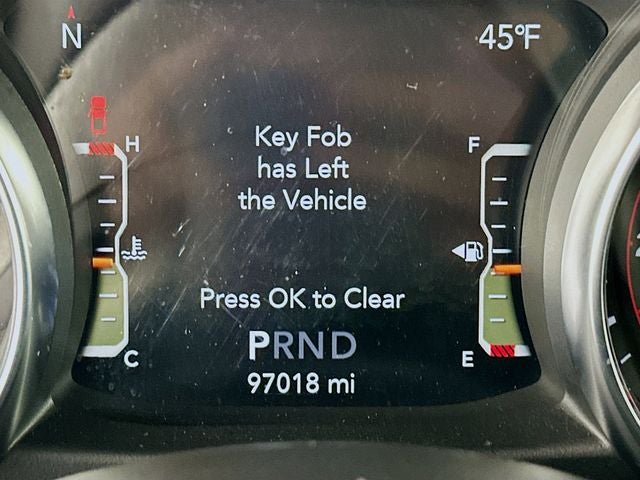 N
45°F
H
Key Fob
has Left
the Vehicle
F
Press OK to Clear
C
PRND
E
97018 mi